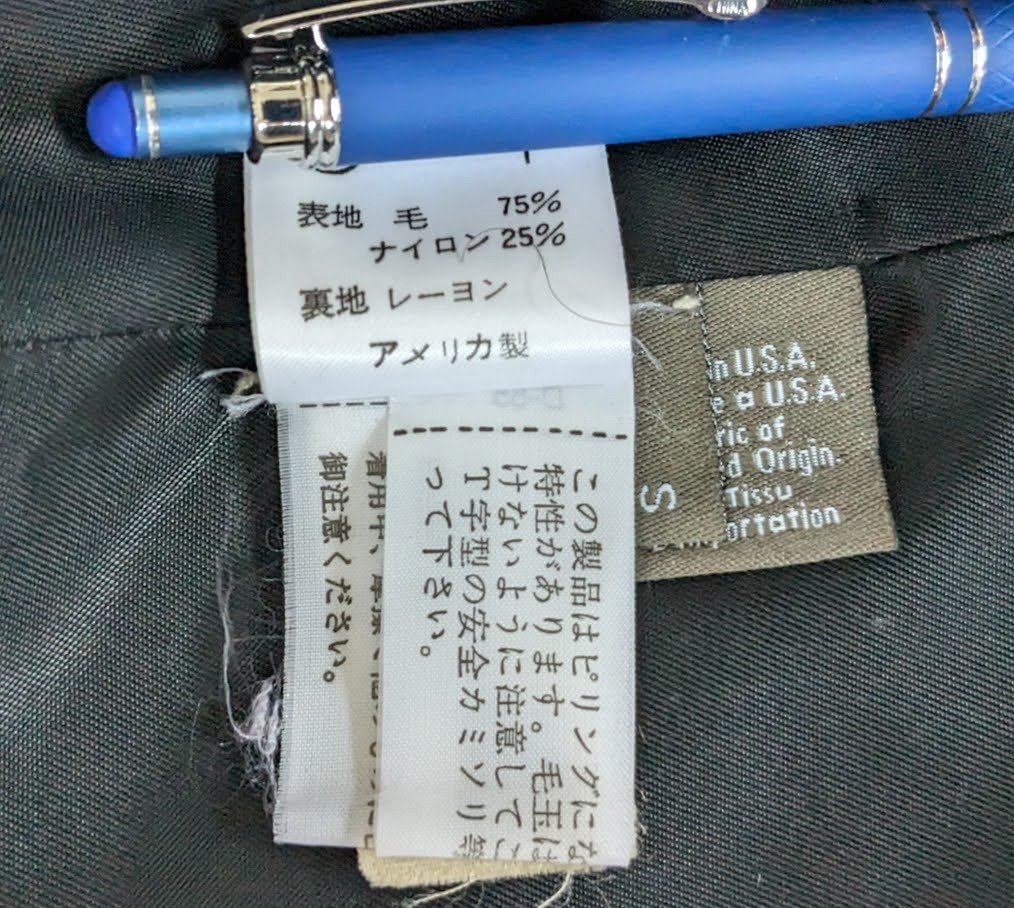 CHINA
表地 毛 75%
ナイロン 25%
裏地 レーヨン
アメリカ製
この製品はピリングにな
特性があります。毛玉は
けないように注意してこ
T字型の安全カミソリ等
って下さい。
着用中、
御注意ください。
S
n U.S.A.
e a U.S.A.
ric of
d Origin.
Tissu
ortation